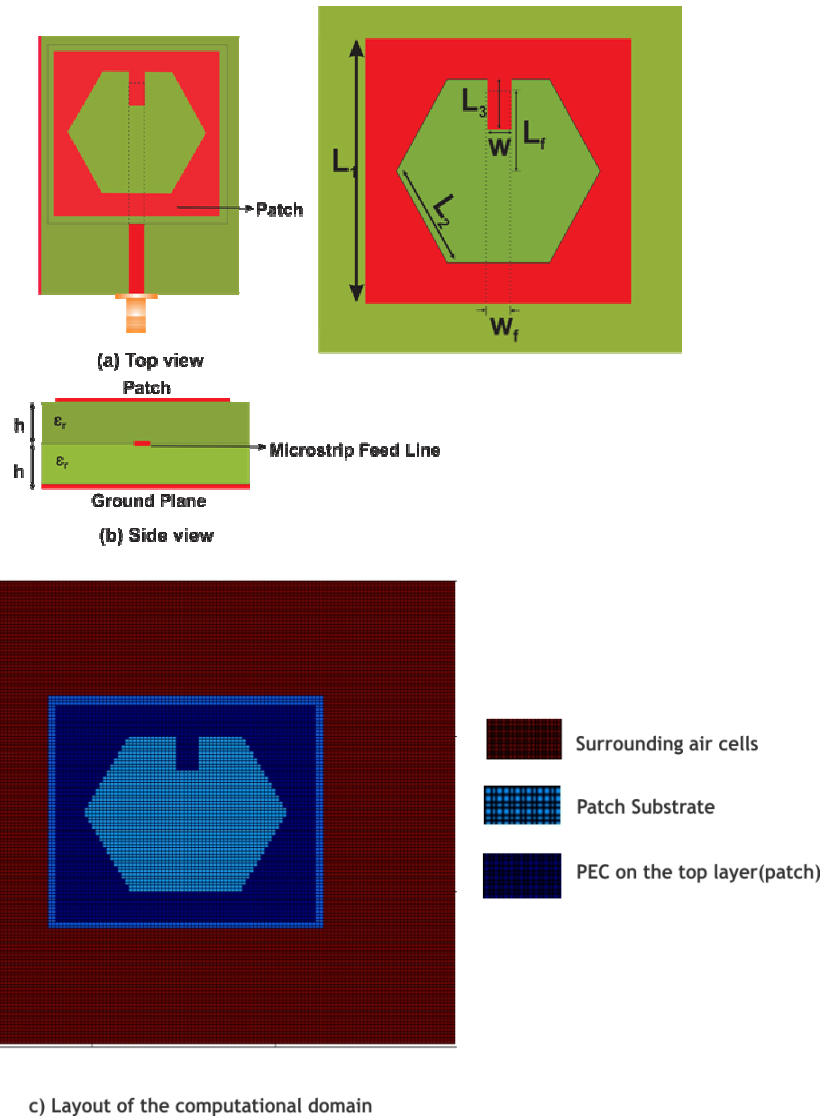 Patch
(a) Top view
L1
L2
L3
Lf
W
Wf
Patch
h
εr
h
εr
Microstrip Feed Line
Ground Plane
(b) Side view
Surrounding air cells
Patch Substrate
PEC on the top layer(patch)
c) Layout of the computational domain